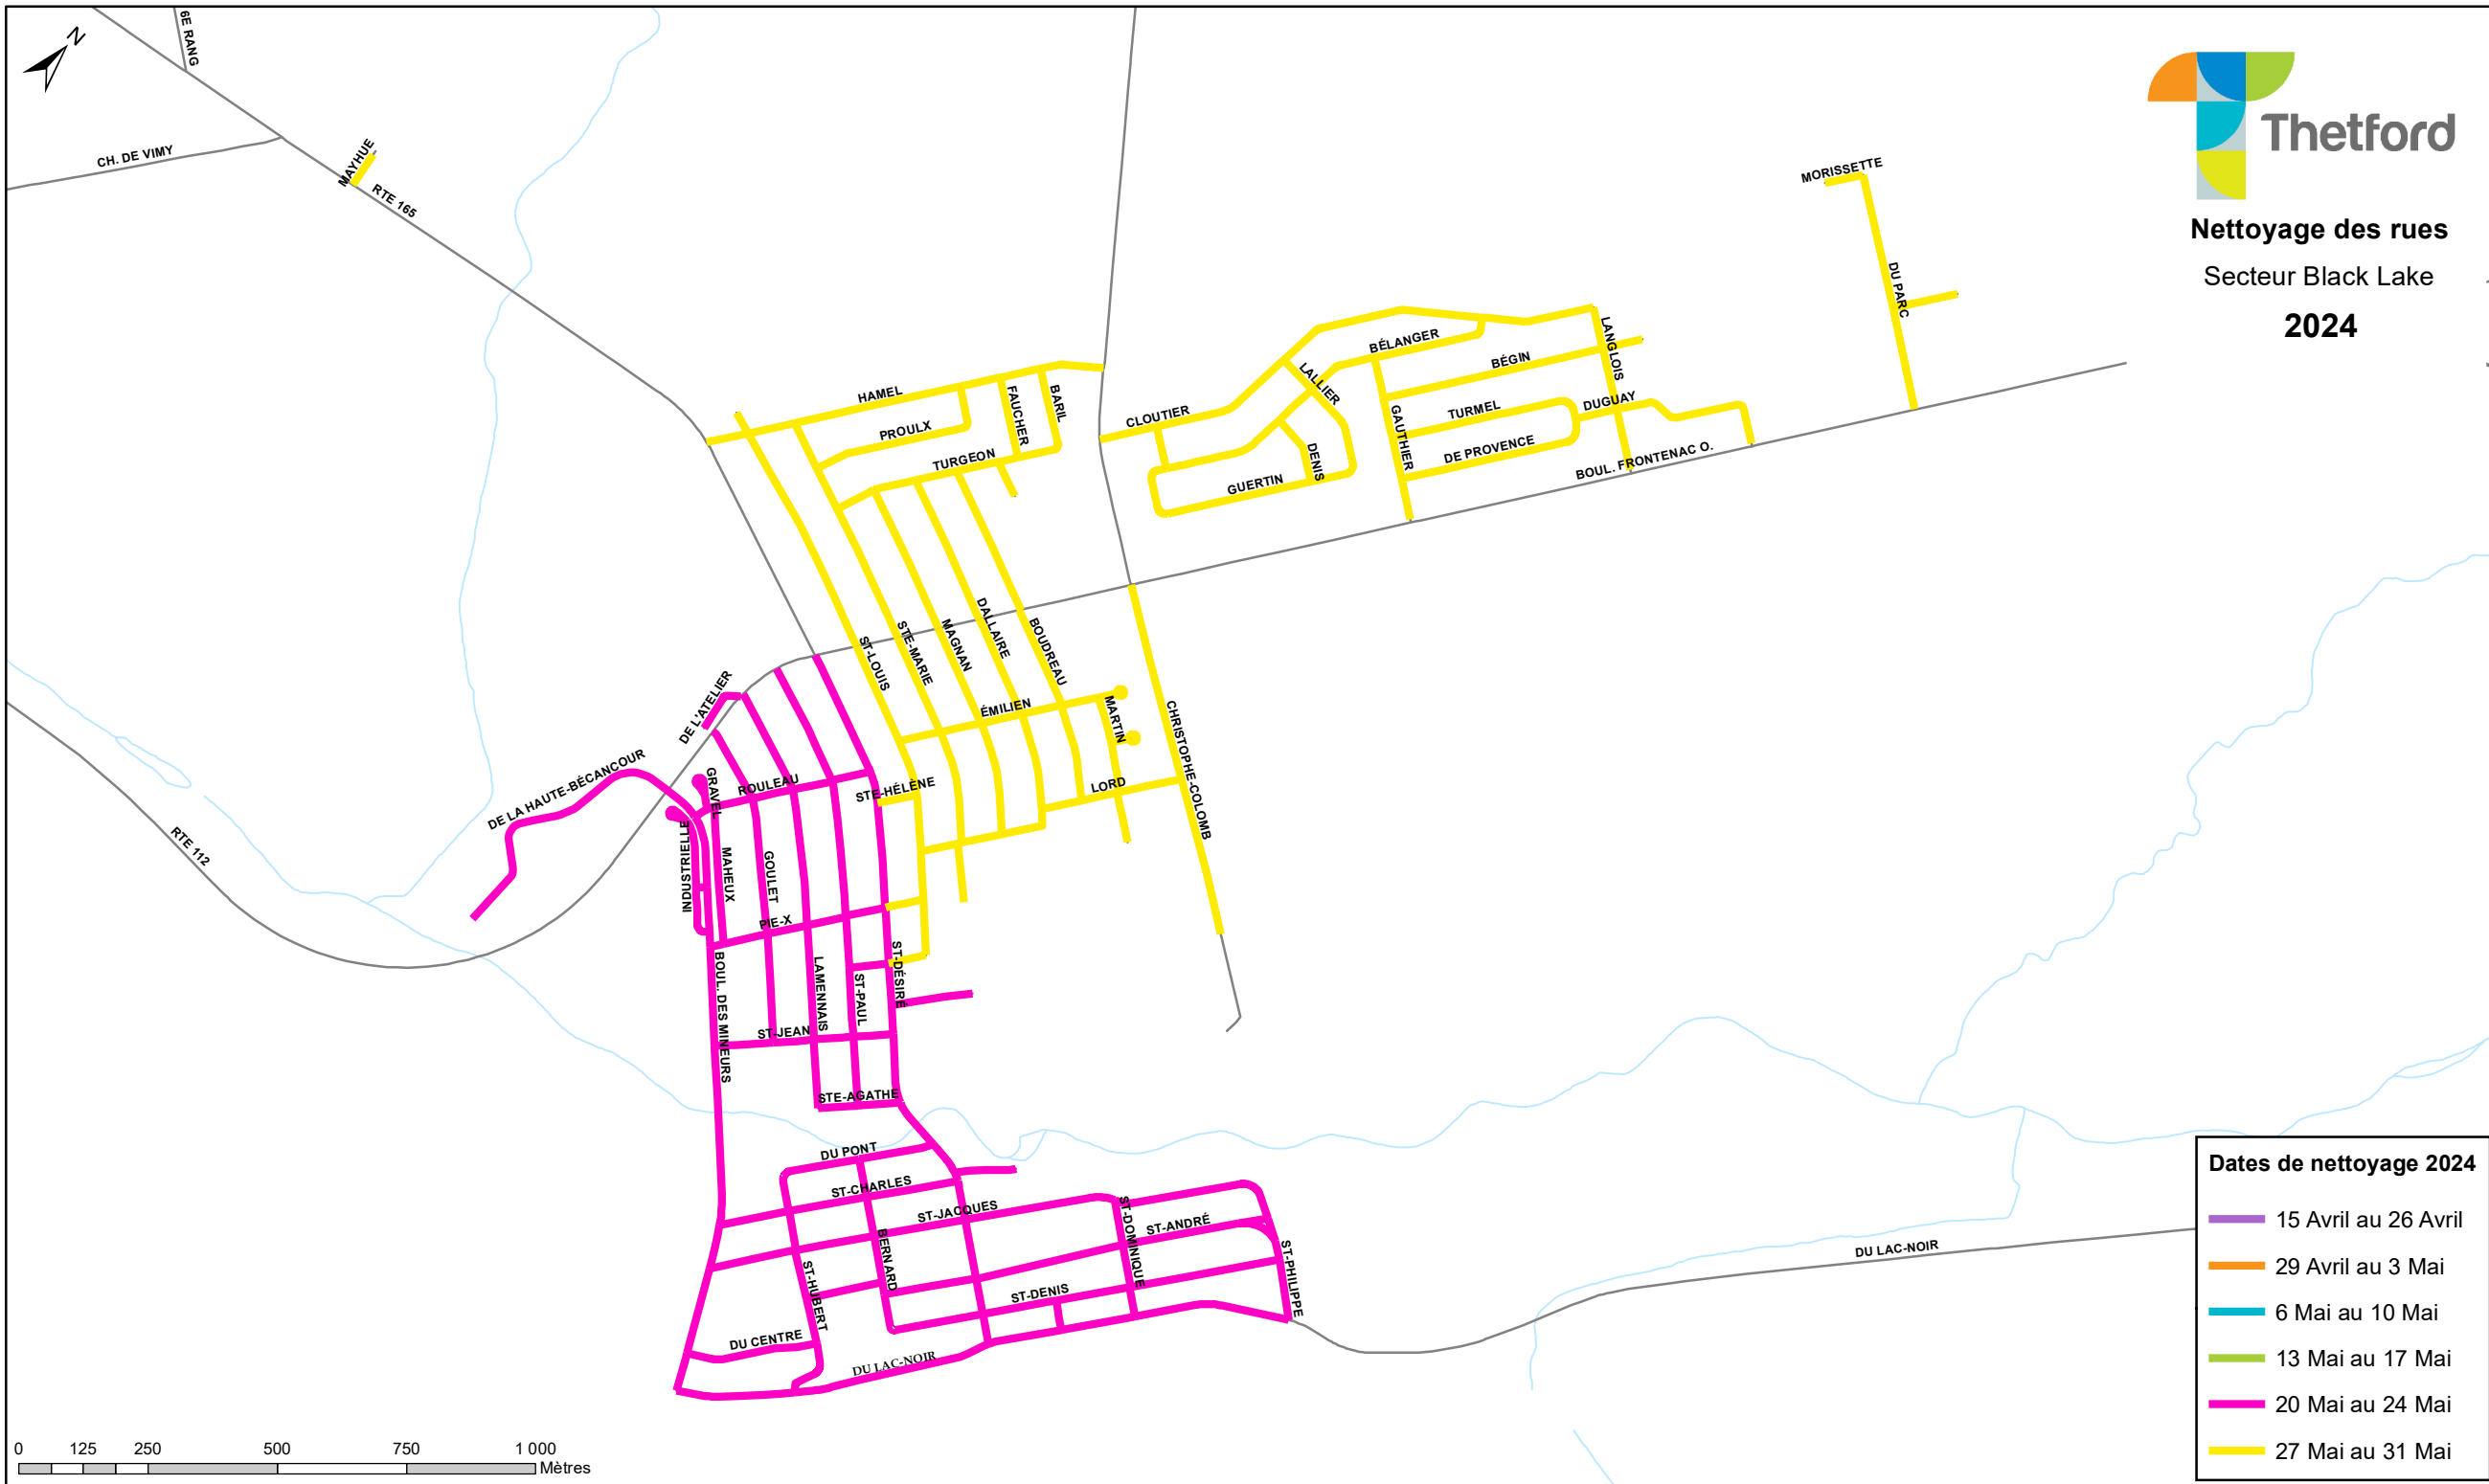 6E RANG
N
CH. DE VIMY
MAYHUE
RTE 165
Thetford
Nettoyage des rues
Secteur Black Lake
2024
MORISSETTE
DU PARC
LANGLOIS
BÉLANGER
BÉGIN
LALLIER
CLOUTIER
HAMEL
FAUCHER
BARIL
PROULX
TURGEON
GAUTHIER
TURMEL
DUGUAY
DE PROVENCE
BOUL. FRONTENAC O.
DENIS
GUERTIN
ST-LOUIS
STE-MARIE
MAGNAN
DALLAIRE
BOUDREAU
DE L'ATELIER
ÉMILIEN
MARTIN
CHRISTOPHE-COLOMB
DE LA HAUTE-BÉCANCOUR
GRAVEL
ROULEAU
STE-HÉLÈNE
LORD
RTE 112
INDUSTRIELLE
MAHEUX
GOULET
PIE-X
BOUL. DES MINEURS
LAMENNAIS
ST-PAUL
ST-DÉSIRÉ
ST-JEAN
STE-AGATHE
DU PONT
ST-CHARLES
ST-JACQUES
ST-DOMINIQUE
ST-ANDRÉ
BERNARD
ST-HUBERT
ST-DENIS
ST-PHILIPPE
DU LAC-NOIR
DU CENTRE
DU LAC-NOIR
Dates de nettoyage 2024
15 Avril au 26 Avril
29 Avril au 3 Mai
6 Mai au 10 Mai
13 Mai au 17 Mai
20 Mai au 24 Mai
27 Mai au 31 Mai
0 125 250 500 750 1 000
Mètres